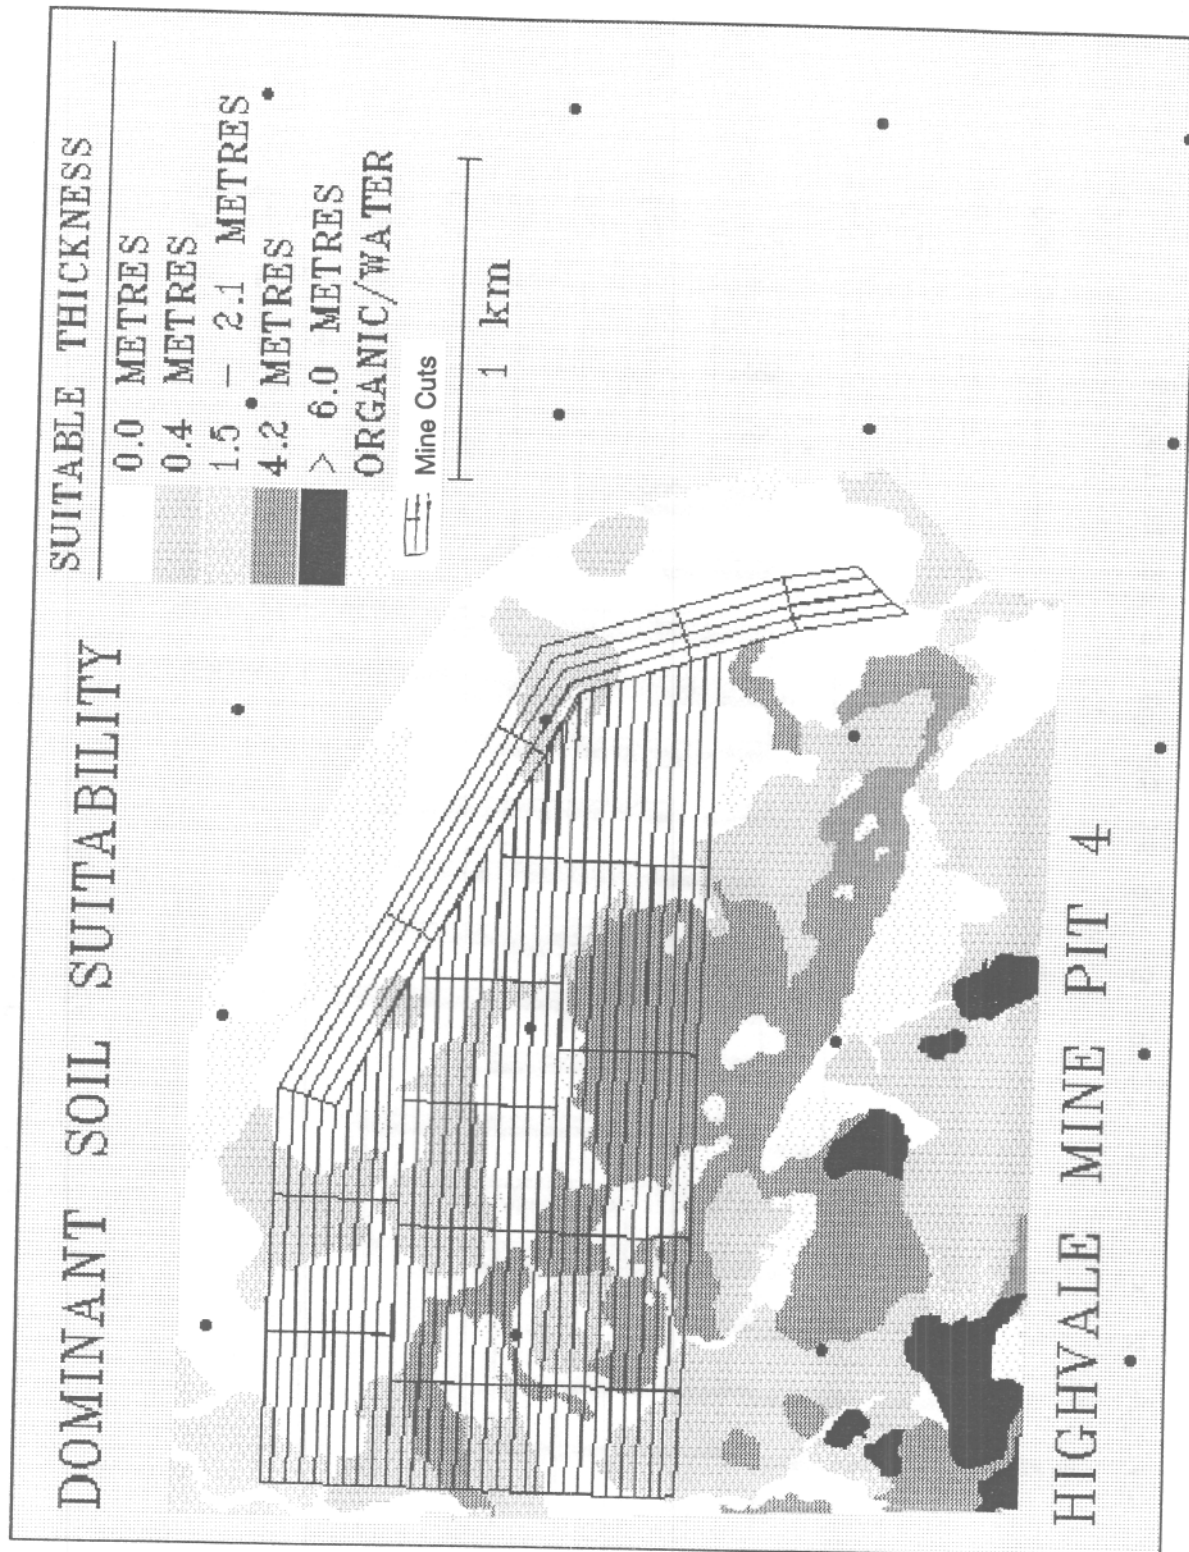 DOMINANT SOIL SUITABILITY
SUITABLE THICKNESS
0.0 METRES
0.4 METRES
1.5 - 2.1 METRES
4.2 METRES
> 6.0 METRES
ORGANIC/WATER
Mine Cuts
1 km
HIGHVALE MINE PIT 4